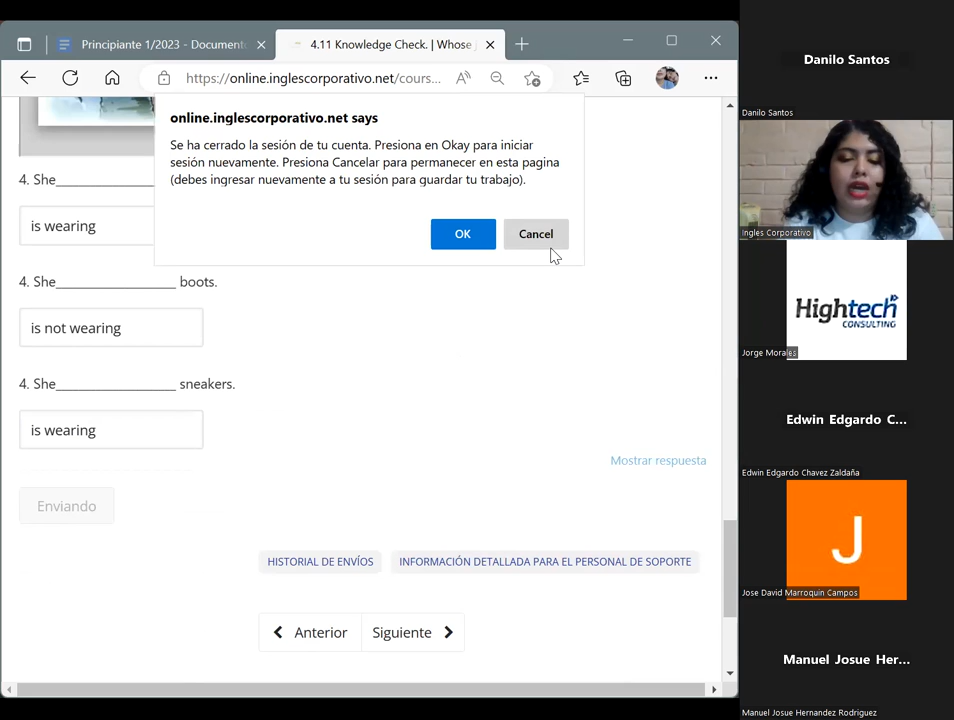 Principiante 1/2023 - Document
4.11 Knowledge Check. | Whose
https://online.inglescorporativo.net/cours...
online.inglescorporativo.net says
Se ha cerrado la sesión de tu cuenta. Presiona en Okay para iniciar
sesión nuevamente. Presiona Cancelar para permanecer en esta pagina
(debes ingresar nuevamente a tu sesión para guardar tu trabajo).
OK
Cancel
4. She__________________
is wearing
4. She__________________ boots.
is not wearing
4. She__________________ sneakers.
is wearing
Mostrar respuesta
Enviando
HISTORIAL DE ENVÍOS
INFORMACIÓN DETALLADA PARA EL PERSONAL DE SOPORTE
Anterior
Siguiente
Danilo Santos
Danilo Santos
Ingles Corporativo
Hightech
CONSULTING
Jorge Morales
Edwin Edgardo C...
Edwin Edgardo Chavez Zaldaña
J
Jose David Marroquin Campos
Manuel Josue Her...
Manuel Josue Hernandez Rodriguez